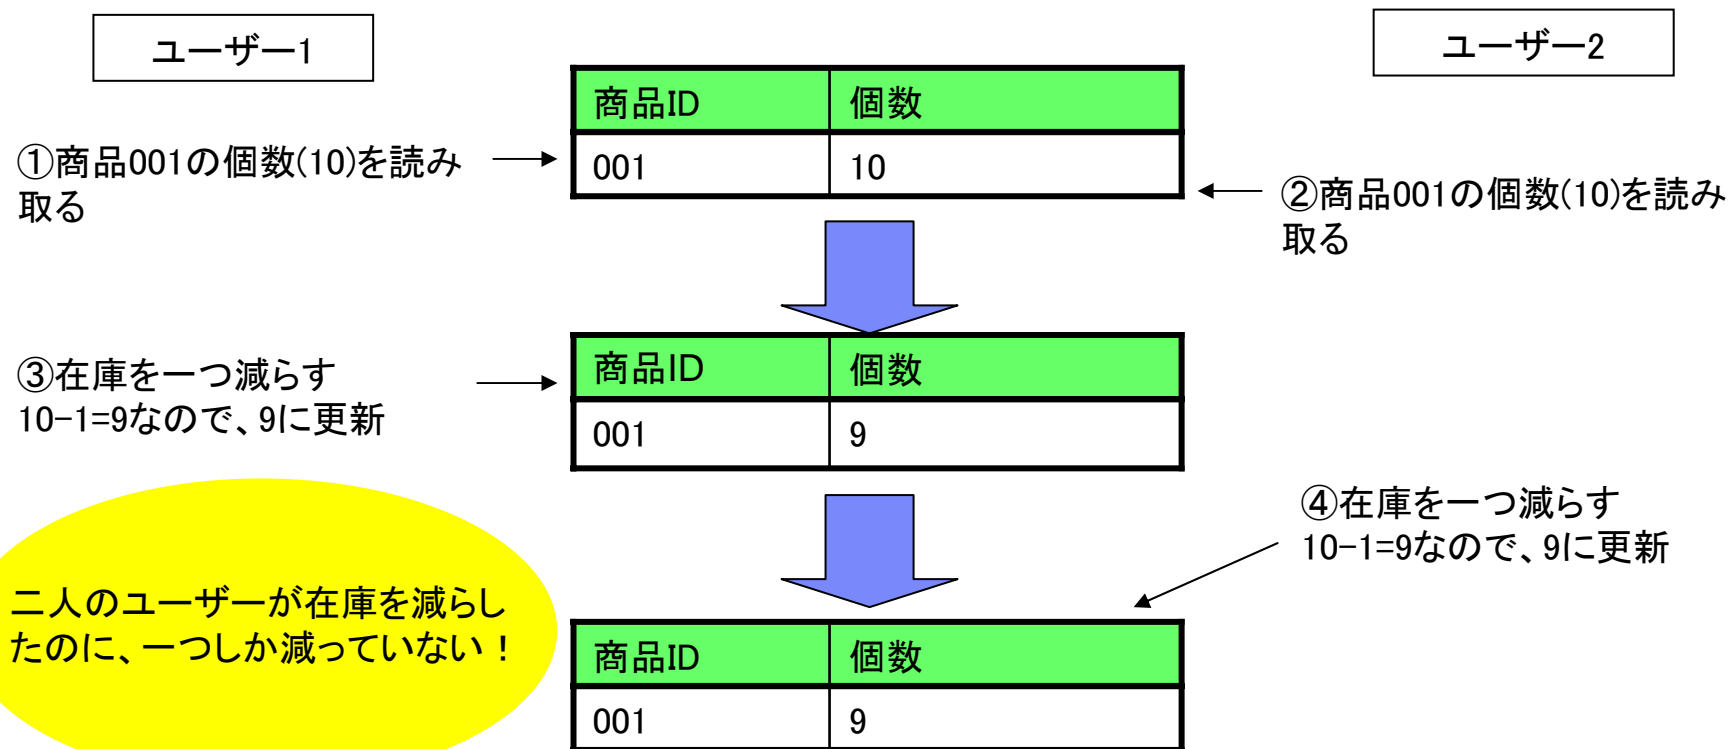 ユーザー1
ユーザー2
商品ID 個数
001 10
①商品001の個数(10)を読み
取る
②商品001の個数(10)を読み
取る
商品ID 個数
001 9
③在庫を一つ減らす
10-1=9なので、9に更新
④在庫を一つ減らす
10-1=9なので、9に更新
二人のユーザーが在庫を減らし
たのに、一つしか減っていない！
商品ID 個数
001 9